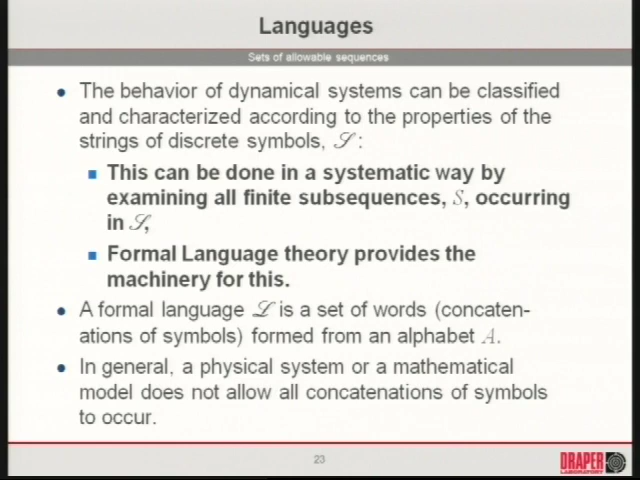 Languages
Sets of allowable sequences
• The behavior of dynamical systems can be classified
and characterized according to the properties of the
strings of discrete symbols, 𝒮 :
▪ This can be done in a systematic way by
examining all finite subsequences, S, occurring
in 𝒮,
▪ Formal Language theory provides the
machinery for this.
• A formal language ℒ is a set of words (concaten-
ations of symbols) formed from an alphabet A.
• In general, a physical system or a mathematical
model does not allow all concatenations of symbols
to occur.
23
DRAPER
LABORATORY